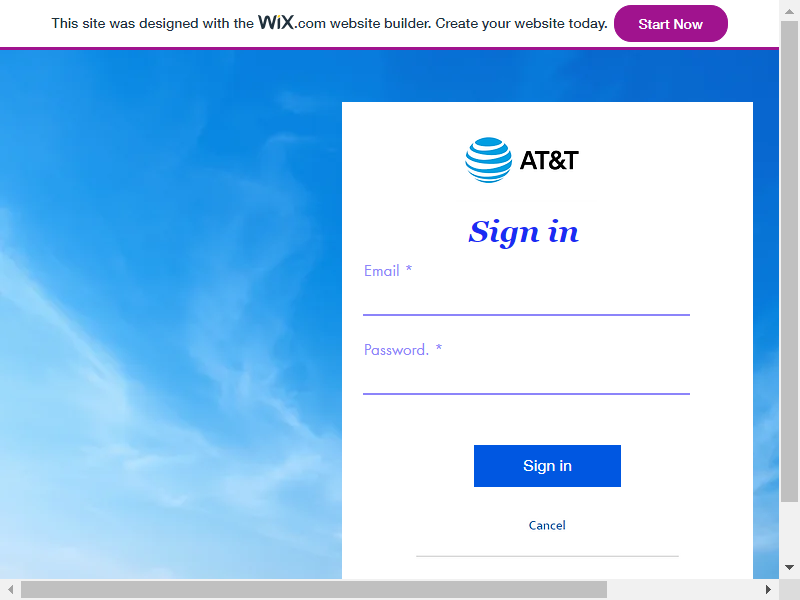 This site was designed with the WiX.com website builder. Create your website today. Start Now
AT&T
Sign in
Email *
Password. *
Sign in
Cancel